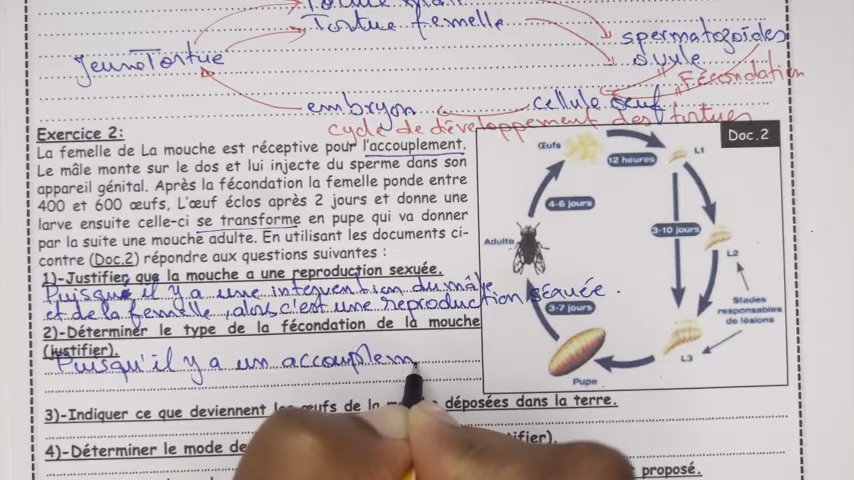 Tortue femelle
spermatozoïdes
ovule
Jeune Tortue
Fécondation
embryon cellule œuf
cycle de développement des tortues
Exercice 2:
La femelle de La mouche est réceptive pour l'accouplement.
Le mâle monte sur le dos et lui injecte du sperme dans son
appareil génital. Après la fécondation la femelle ponde entre
400 et 600 œufs. L'œuf éclos après 2 jours et donne une
larve ensuite celle-ci se transforme en pupe qui va donner
par la suite une mouche adulte. En utilisant les documents ci-
contre (Doc.2) répondre aux questions suivantes :
1)-Justifier que la mouche a une reproduction sexuée.
Puisqu'il y a une intervention du mâle
et de la femelle, alors c'est une reproduction sexuée.
2)-Déterminer le type de la fécondation de la mouche
(justifier).
Puisqu'il y a un accouplem
3)-Indiquer ce que deviennent les œufs de la déposées dans la terre.
4)-Déterminer le mode de tifier).
proposé.
Doc.2
Œufs
12 heures
L1
4-6 jours
3-10 jours
Adulte
L2
3-7 jours
Stades
responsables
de lésions
L3
Pupe